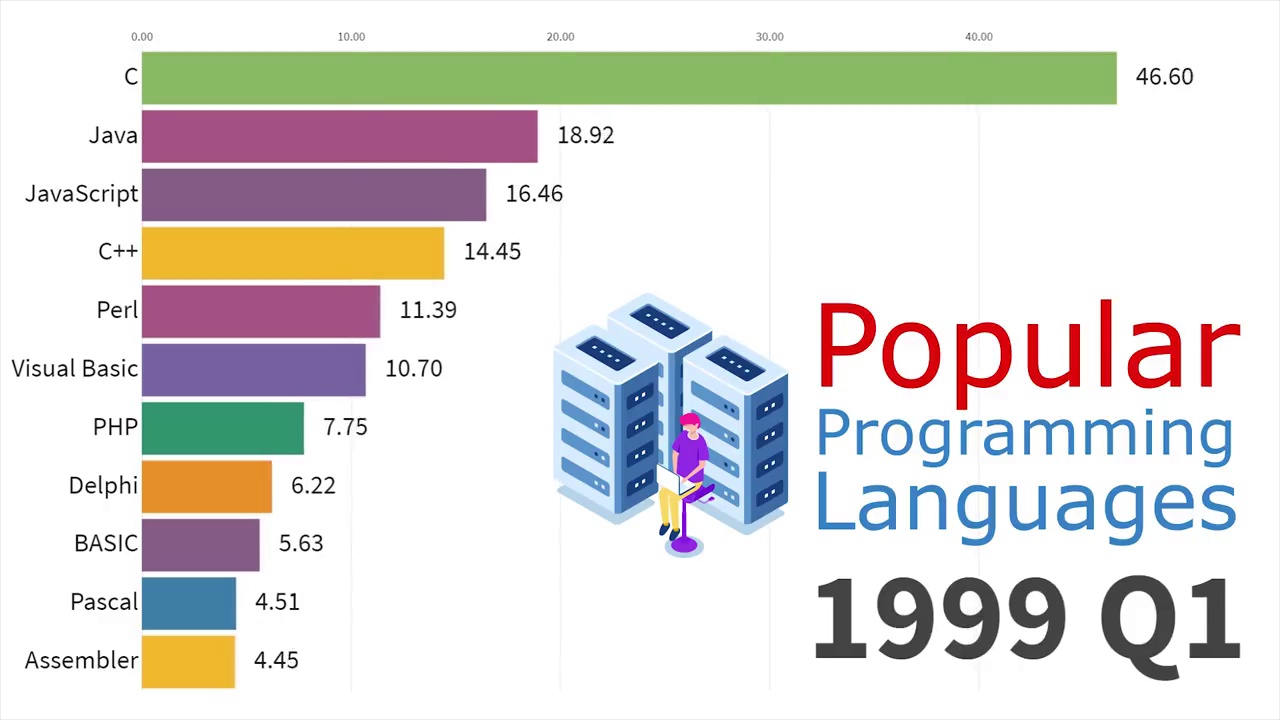 0.00 10.00 20.00 30.00 40.00
C 46.60
Java 18.92
JavaScript 16.46
C++ 14.45
Perl 11.39
Visual Basic 10.70
PHP 7.75
Delphi 6.22
BASIC 5.63
Pascal 4.51
Assembler 4.45
Popular
Programming
Languages
1999 Q1